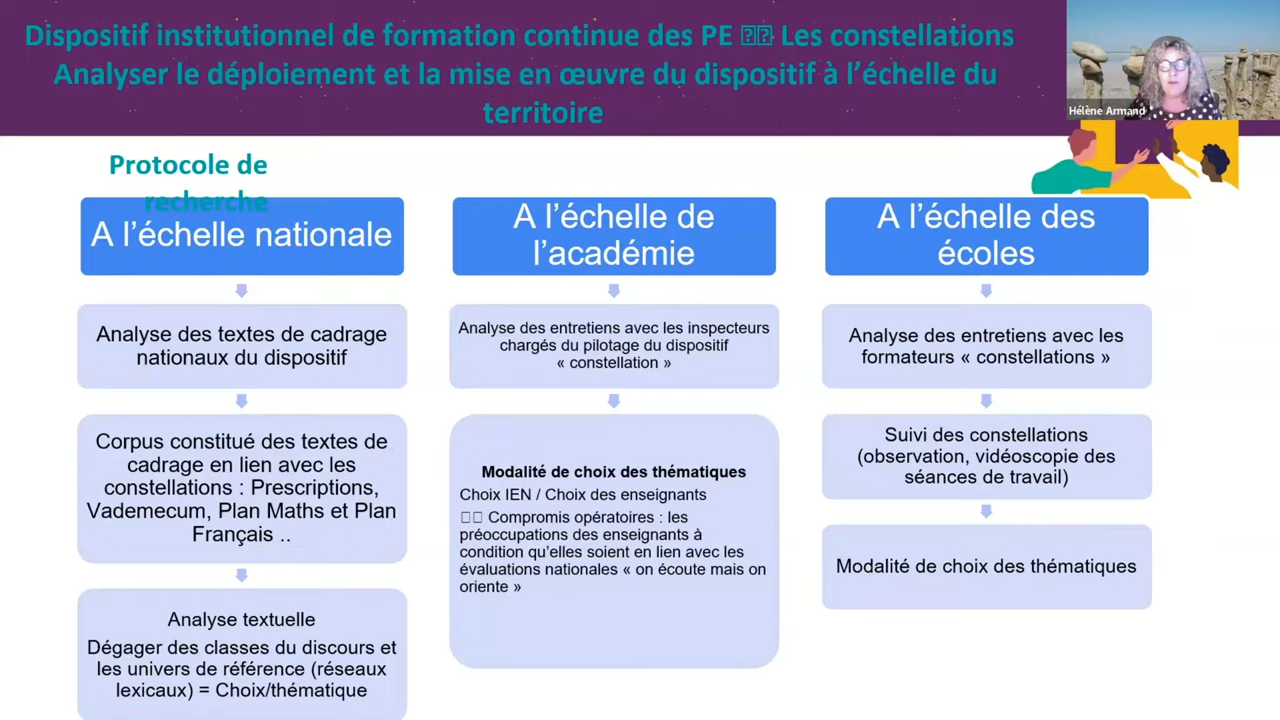 Dispositif institutionnel de formation continue des PE Les constellations
Analyser le déploiement et la mise en œuvre du dispositif à l’échelle du
territoire
Hélène Armand
Protocole de
recherche
A l’échelle nationale
Analyse des textes de cadrage
nationaux du dispositif
Corpus constitué des textes de
cadrage en lien avec les
constellations : Prescriptions,
Vademecum, Plan Maths et Plan
Français ..
Analyse textuelle
Dégager des classes du discours et
les univers de référence (réseaux
lexicaux) = Choix/thématique
A l’échelle de
l’académie
Analyse des entretiens avec les inspecteurs
chargés du pilotage du dispositif
« constellation »
Modalité de choix des thématiques
Choix IEN / Choix des enseignants
Compromis opératoires : les
préoccupations des enseignants à
condition qu’elles soient en lien avec les
évaluations nationales « on écoute mais on
oriente »
A l’échelle des
écoles
Analyse des entretiens avec les
formateurs « constellations »
Suivi des constellations
(observation, vidéoscopie des
séances de travail)
Modalité de choix des thématiques